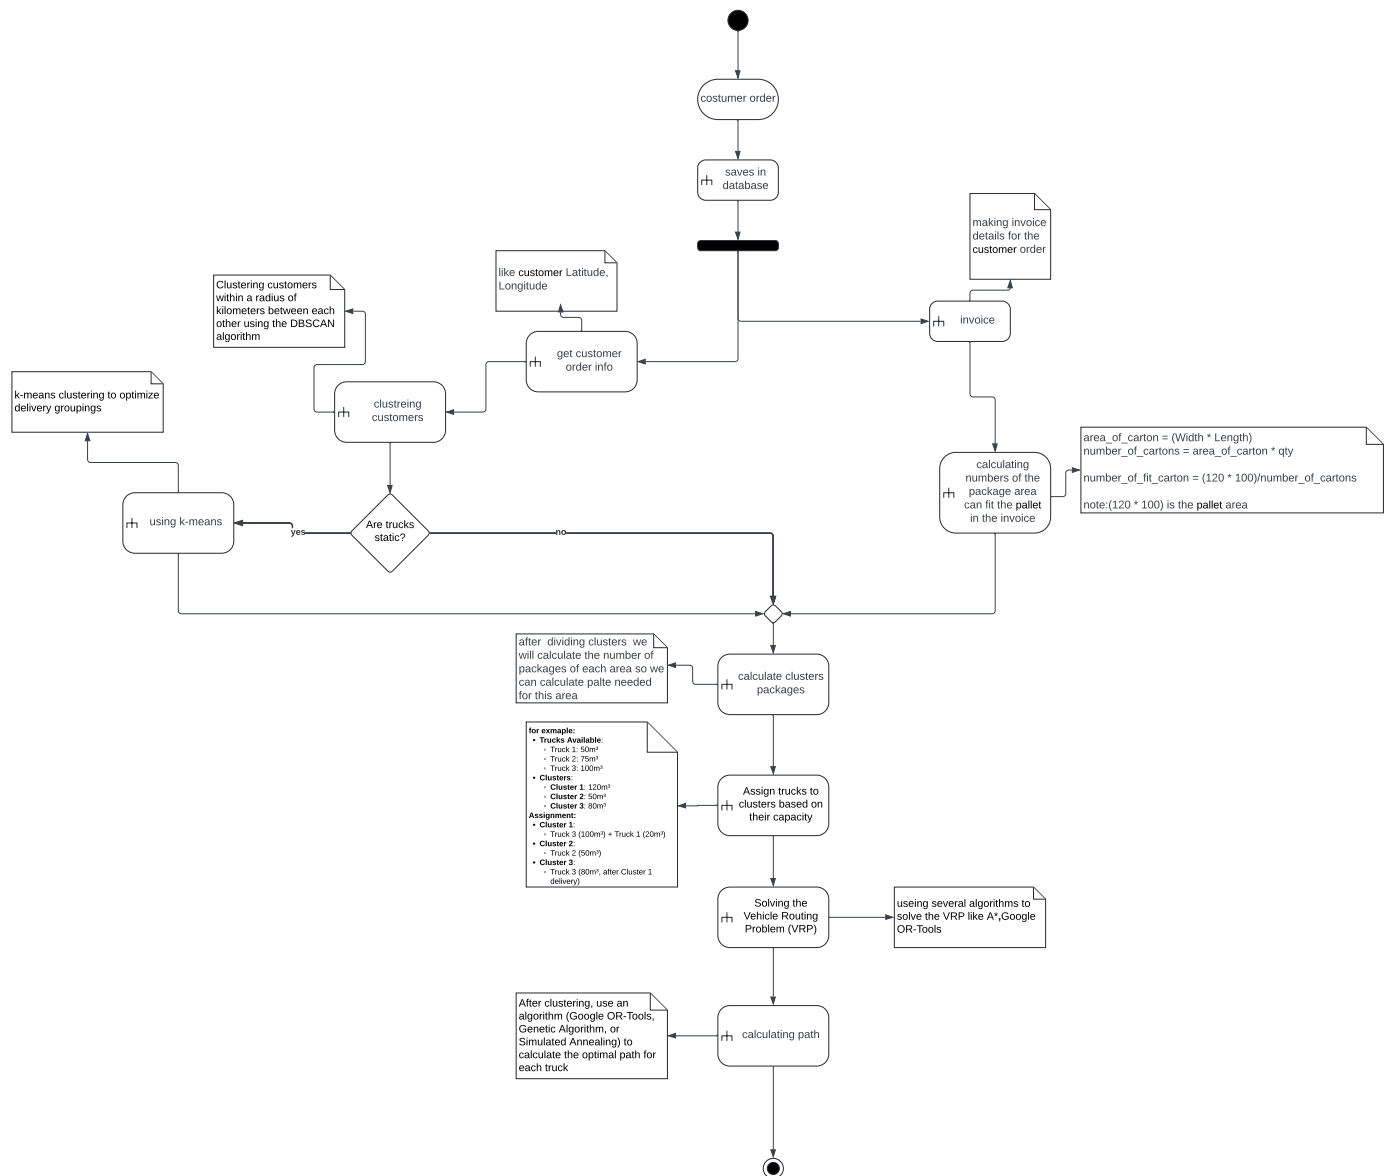 costumer order
saves in
database
making invoice
details for the
customer order
like customer Latitude,
Longitude
Clustering customers
within a radius of
kilometers between each
other using the DBSCAN
algorithm
invoice
get customer
order info
k-means clustering to optimize
delivery groupings
clustreing
customers
area_of_carton = (Width * Length)
number_of_cartons = area_of_carton * qty
number_of_fit_carton = (120 * 100)/number_of_cartons
note:(120 * 100) is the pallet area
calculating
numbers of the
package area
can fit the pallet
in the invoice
using k-means
Are trucks
static?
yes
no
after dividing clusters we
will calculate the number of
packages of each area so we
can calculate palte needed
for this area
calculate clusters
packages
for exmaple:
• Trucks Available:
◦ Truck 1: 50m³
◦ Truck 2: 75m³
◦ Truck 3: 100m³
• Clusters:
◦ Cluster 1: 120m³
◦ Cluster 2: 50m³
◦ Cluster 3: 80m³
Assignment:
• Cluster 1:
◦ Truck 3 (100m³) + Truck 1 (20m³)
• Cluster 2:
◦ Truck 2 (50m³)
• Cluster 3:
◦ Truck 3 (80m³, after Cluster 1
delivery)
Assign trucks to
clusters based on
their capacity
Solving the
Vehicle Routing
Problem (VRP)
useing several algorithms to
solve the VRP like A*,Google
OR-Tools
After clustering, use an
algorithm (Google OR-Tools,
Genetic Algorithm, or
Simulated Annealing) to
calculate the optimal path for
each truck
calculating path